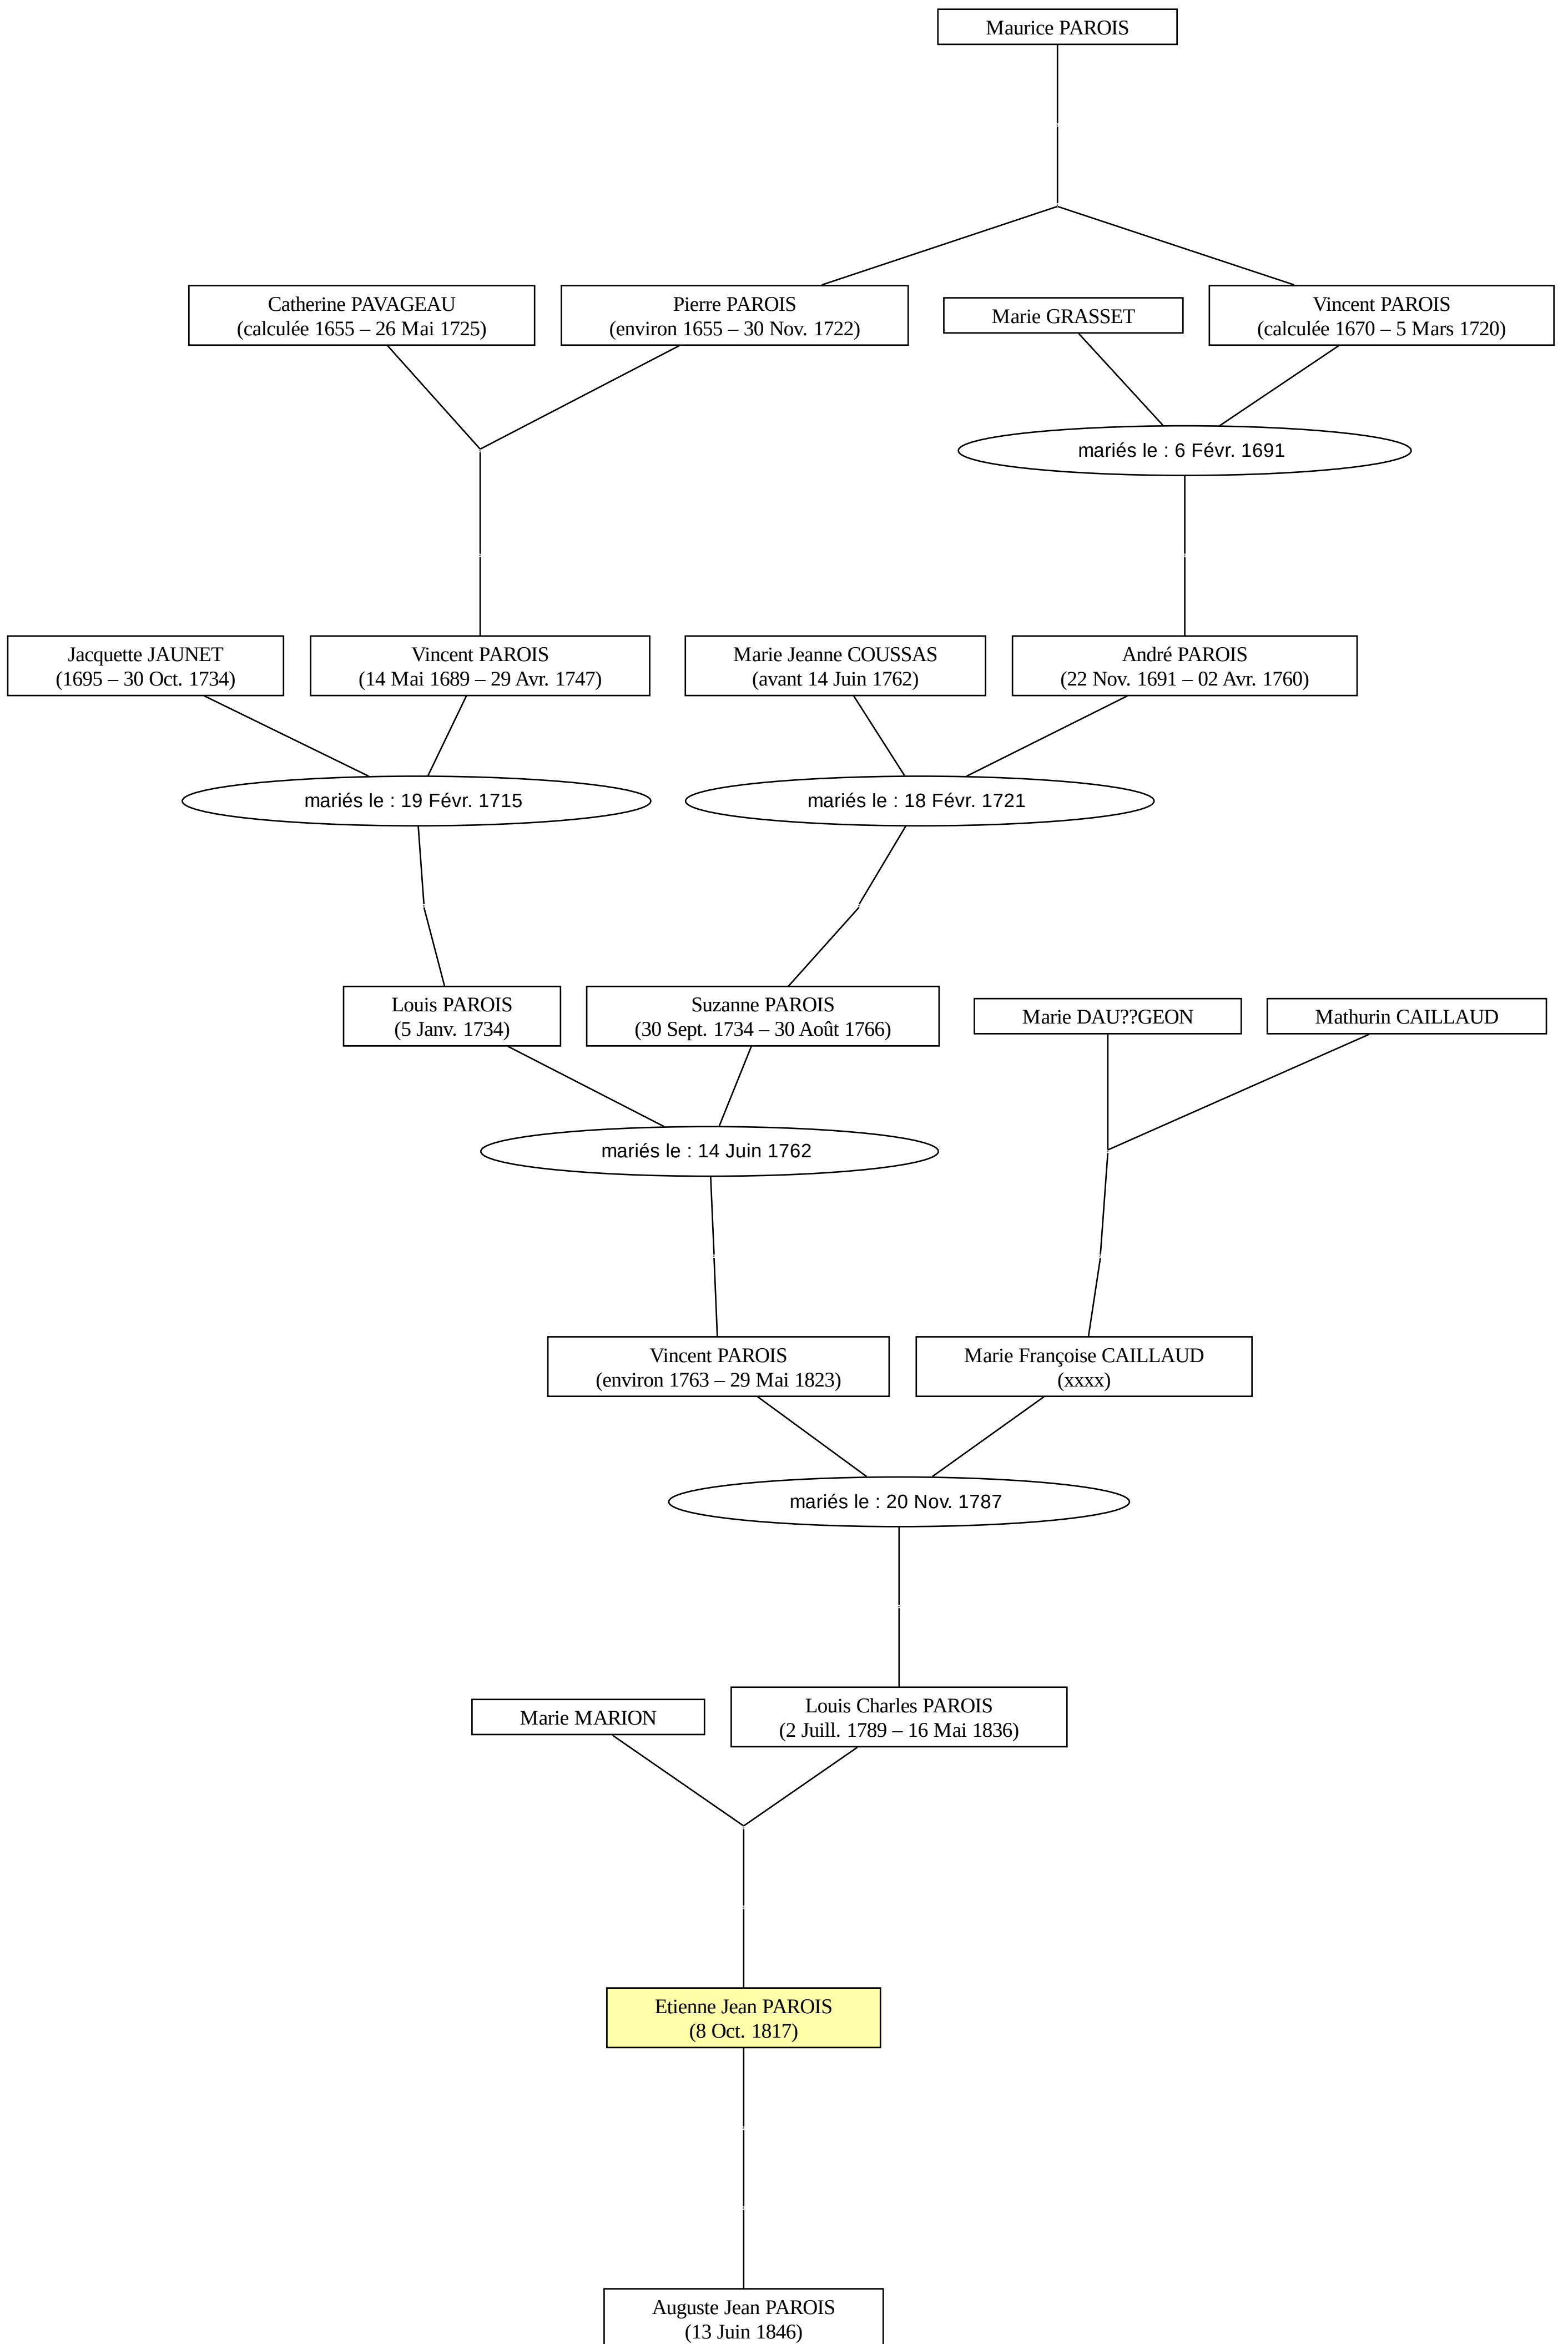 Maurice PAROIS
Catherine PAVAGEAU
(calculée 1655 – 26 Mai 1725)
Pierre PAROIS
(environ 1655 – 30 Nov. 1722)
Marie GRASSET
Vincent PAROIS
(calculée 1670 – 5 Mars 1720)
mariés le : 6 Févr. 1691
Jacquette JAUNET
(1695 – 30 Oct. 1734)
Vincent PAROIS
(14 Mai 1689 – 29 Avr. 1747)
Marie Jeanne COUSSAS
(avant 14 Juin 1762)
André PAROIS
(22 Nov. 1691 – 02 Avr. 1760)
mariés le : 19 Févr. 1715
mariés le : 18 Févr. 1721
Louis PAROIS
(5 Janv. 1734)
Suzanne PAROIS
(30 Sept. 1734 – 30 Août 1766)
Marie DAU??GEON
Mathurin CAILLAUD
mariés le : 14 Juin 1762
Vincent PAROIS
(environ 1763 – 29 Mai 1823)
Marie Françoise CAILLAUD
(xxxx)
mariés le : 20 Nov. 1787
Marie MARION
Louis Charles PAROIS
(2 Juill. 1789 – 16 Mai 1836)
Etienne Jean PAROIS
(8 Oct. 1817)
Auguste Jean PAROIS
(13 Juin 1846)